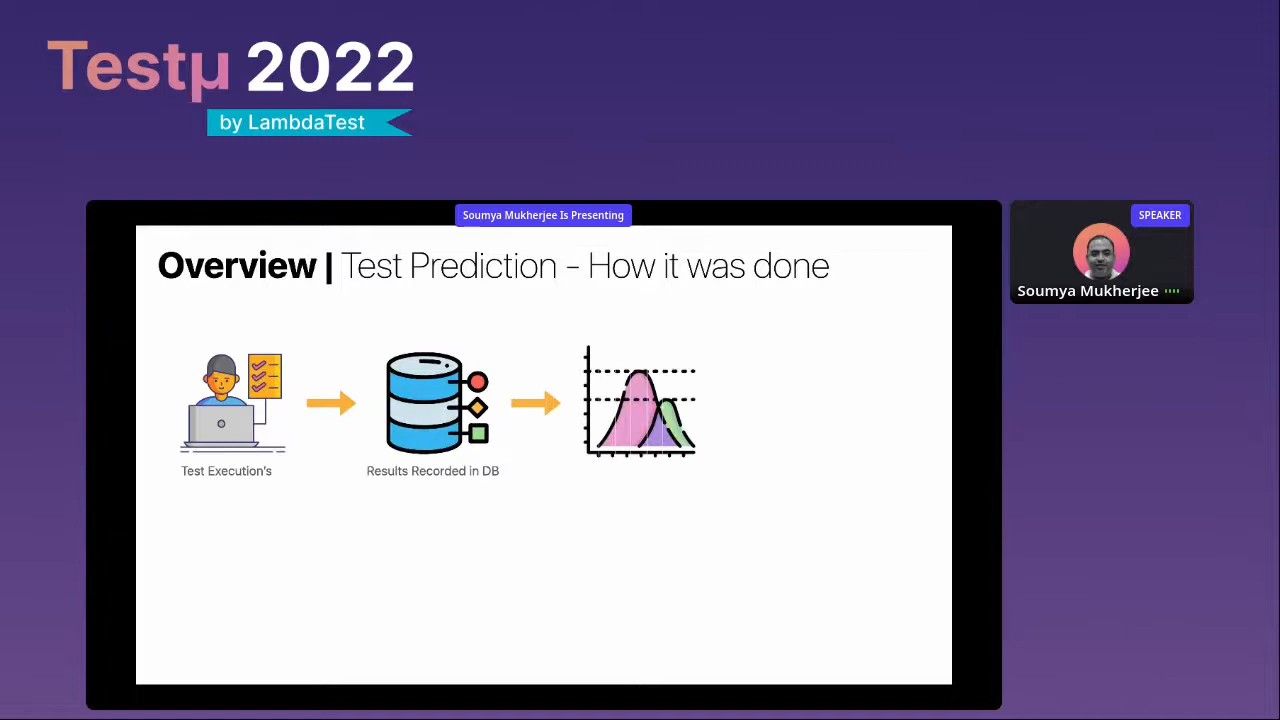 Testμ 2022
by LambdaTest
Soumya Mukherjee Is Presenting
SPEAKER
Soumya Mukherjee
Overview | Test Prediction - How it was done
Test Execution's
Results Recorded in DB